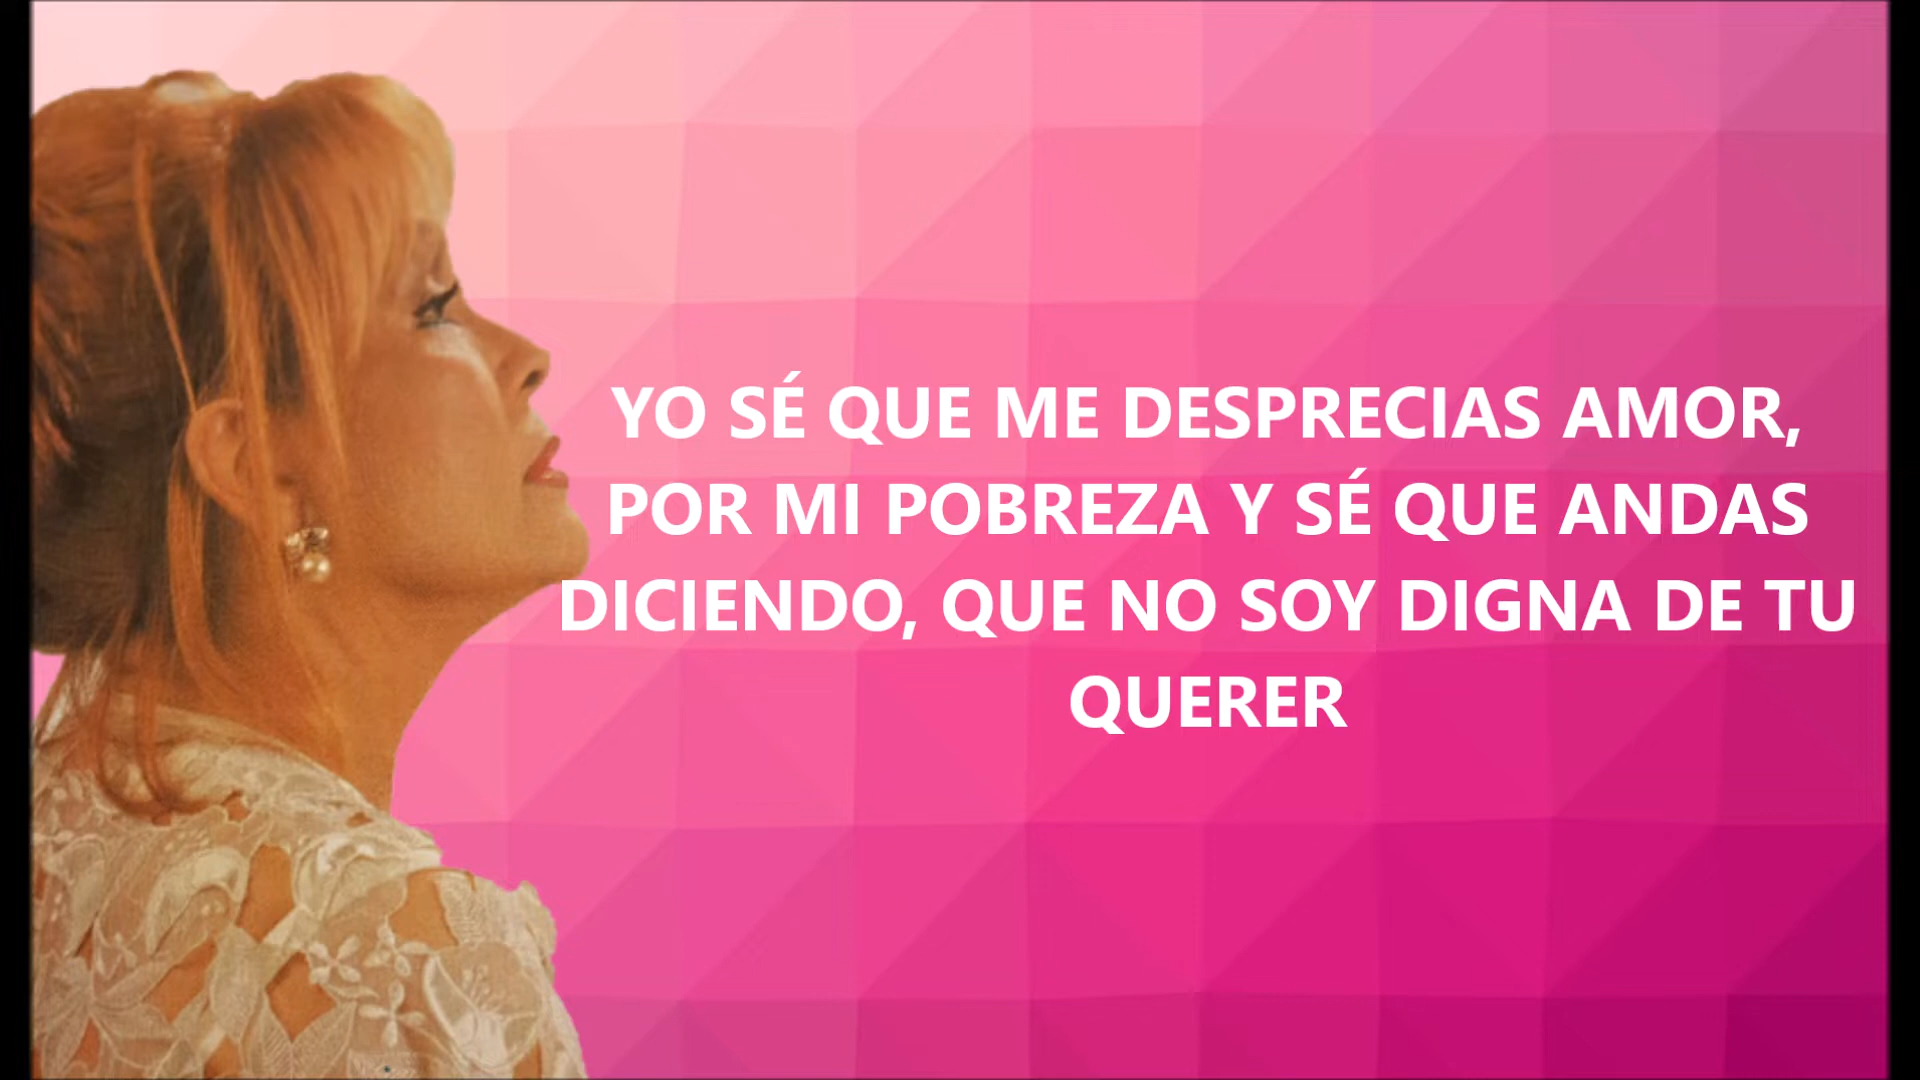 YO SÉ QUE ME DESPRECIAS AMOR,
POR MI POBREZA Y SÉ QUE ANDAS
DICIENDO, QUE NO SOY DIGNA DE TU
QUERER